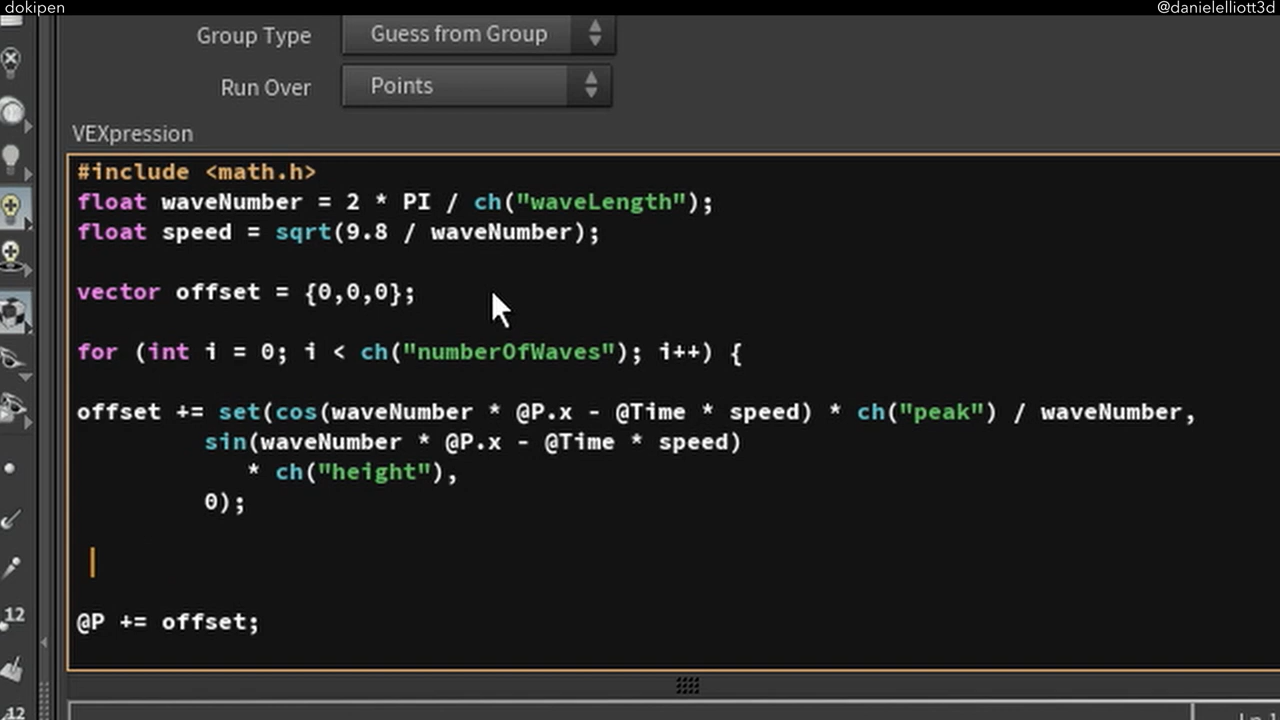 dokipen
@danielelliott3d
Group Type
Guess from Group
Run Over
Points
VEXpression
#include <math.h>
float waveNumber = 2 * PI / ch("waveLength");
float speed = sqrt(9.8 / waveNumber);
vector offset = {0,0,0};
for (int i = 0; i < ch("numberOfWaves"); i++) {
offset += set(cos(waveNumber * @P.x - @Time * speed) * ch("peak") / waveNumber,
sin(waveNumber * @P.x - @Time * speed)
* ch("height"),
0);
@P += offset;
12
12